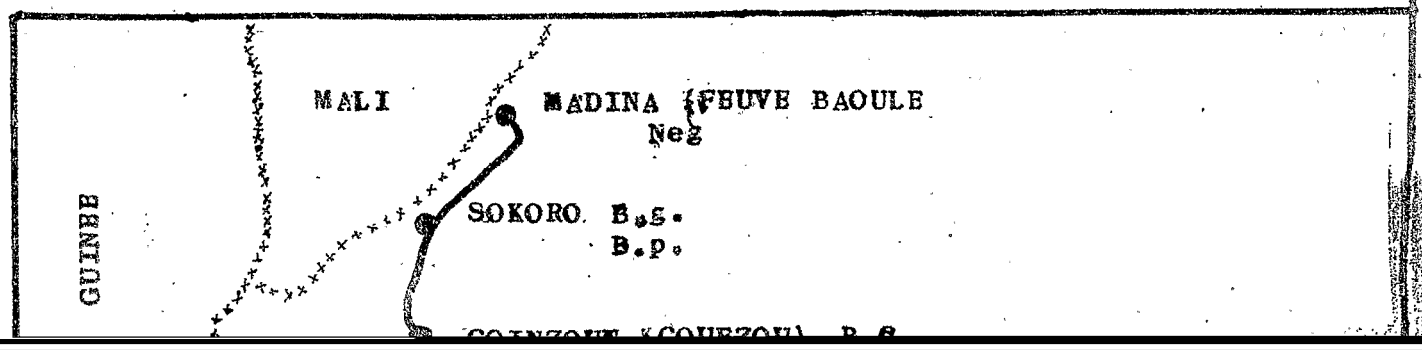 MALI
MADINA (FEUVE BAOULE
Neg
SOKORO B.g.
B.p.
GUINEE